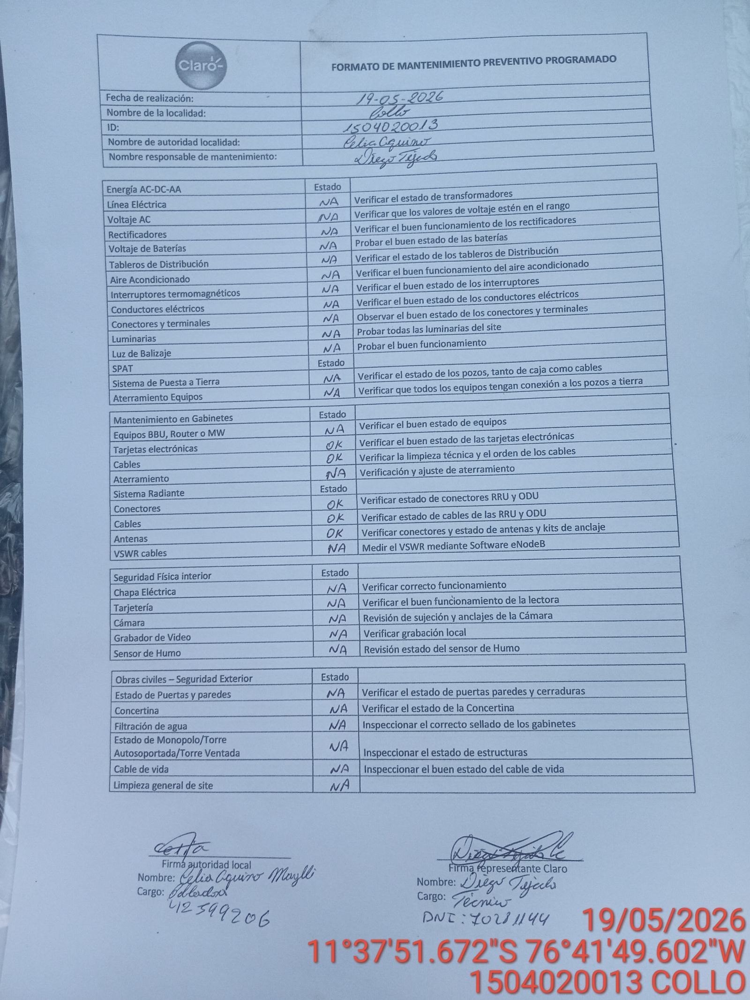 Claro
FORMATO DE MANTENIMIENTO PREVENTIVO PROGRAMADO
Fecha de realización: 19-05-2026
Nombre de la localidad: Collo
ID: 1504020013
Nombre de autoridad localidad: Celia Aquino
Nombre responsable de mantenimiento: Diego Tejeda
Energía AC-DC-AA Estado
Línea Eléctrica NA Verificar el estado de transformadores
Voltaje AC NA Verificar que los valores de voltaje estén en el rango
Rectificadores NA Verificar el buen funcionamiento de los rectificadores
Voltaje de Baterías NA Probar el buen estado de las baterías
Tableros de Distribución NA Verificar el estado de los tableros de Distribución
Aire Acondicionado NA Verificar el buen funcionamiento del aire acondicionado
Interruptores termomagnéticos NA Verificar el buen estado de los interruptores
Conductores eléctricos NA Verificar el buen estado de los conductores eléctricos
Conectores y terminales NA Observar el buen estado de los conectores y terminales
Luminarias NA Probar todas las luminarias del site
Luz de Balizaje NA Probar el buen funcionamiento
SPAT Estado
Sistema de Puesta a Tierra NA Verificar el estado de los pozos, tanto de caja como cables
Aterramiento Equipos NA Verificar que todos los equipos tengan conexión a los pozos a tierra
Mantenimiento en Gabinetes Estado
Equipos BBU, Router o MW NA Verificar el buen estado de equipos
Tarjetas electrónicas OK Verificar el buen estado de las tarjetas electrónicas
Cables OK Verificar la limpieza técnica y el orden de los cables
Aterramiento NA Verificación y ajuste de aterramiento
Sistema Radiante Estado
Conectores OK Verificar estado de conectores RRU y ODU
Cables OK Verificar estado de cables de las RRU y ODU
Antenas OK Verificar conectores y estado de antenas y kits de anclaje
VSWR cables NA Medir el VSWR mediante Software eNodeB
Seguridad Física interior Estado
Chapa Eléctrica NA Verificar correcto funcionamiento
Tarjetería NA Verificar el buen funcionamiento de la lectora
Cámara NA Revisión de sujeción y anclajes de la Cámara
Grabador de Video NA Verificar grabación local
Sensor de Humo NA Revisión estado del sensor de Humo
Obras civiles – Seguridad Exterior Estado
Estado de Puertas y paredes NA Verificar el estado de puertas paredes y cerraduras
Concertina NA Verificar el estado de la Concertina
Filtración de agua NA Inspeccionar el correcto sellado de los gabinetes
Estado de Monopolo/Torre
Autosoportada/Torre Ventada NA Inspeccionar el estado de estructuras
Cable de vida NA Inspeccionar el buen estado del cable de vida
Limpieza general de site NA
Firma autoridad local
Nombre: Celia Aquino Maylli
Cargo: Pobladora
42599206
Firma representante Claro
Nombre: Diego Tejeda
Cargo: Técnico
DNI: 70281144
19/05/2026
11°37'51.672"S 76°41'49.602"W
1504020013 COLLO